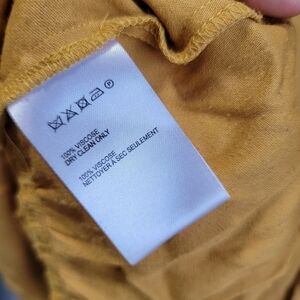 100% VISCOSE
DRY CLEAN ONLY
100% VISCOSE
NETTOYER A SEC SEULEMENT